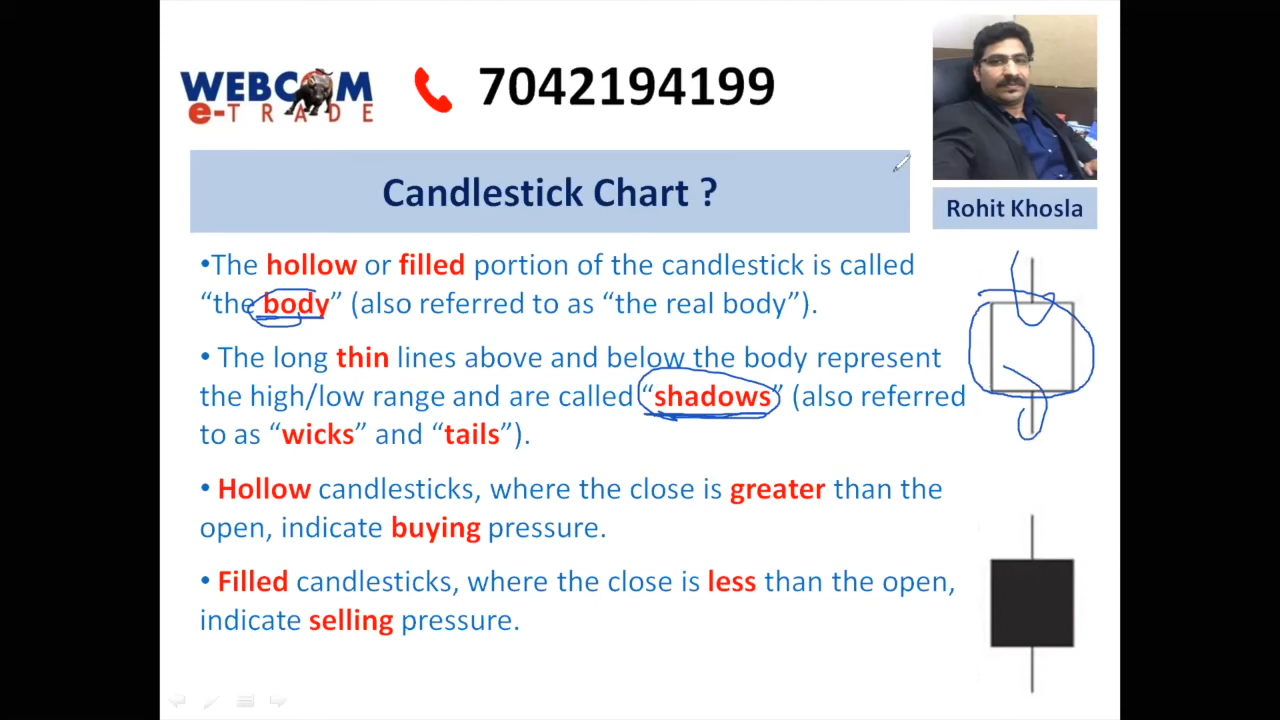 WEBCOM
e-TRADE
7042194199
Rohit Khosla
Candlestick Chart ?
•The hollow or filled portion of the candlestick is called
“the body” (also referred to as “the real body”).
• The long thin lines above and below the body represent
the high/low range and are called “shadows” (also referred
to as “wicks” and “tails”).
• Hollow candlesticks, where the close is greater than the
open, indicate buying pressure.
• Filled candlesticks, where the close is less than the open,
indicate selling pressure.